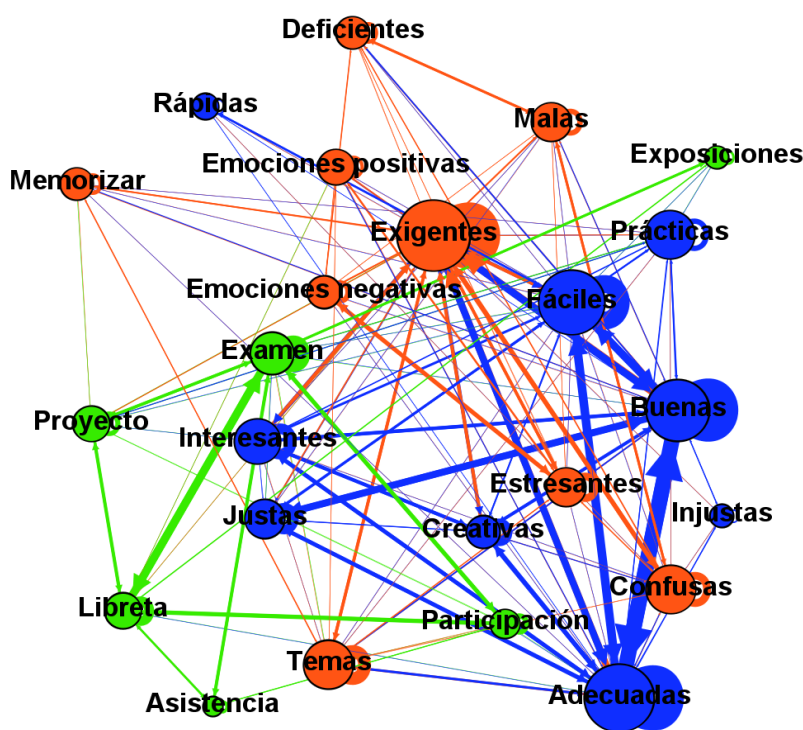 Deficientes
Rápidas
Malas
Exposiciones
Emociones positivas
Memorizar
Exigentes
Prácticas
Emociones negativas
Fáciles
Examen
Proyecto
Buenas
Interesantes
Estresantes
Justas
Creativas
Injustas
Confusas
Libreta
Participación
Temas
Adecuadas
Asistencia